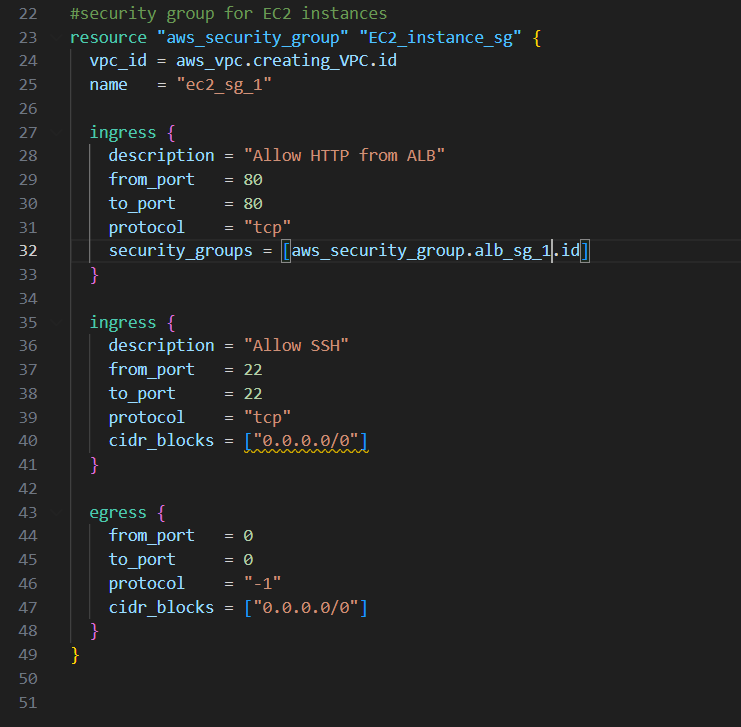 22 #security group for EC2 instances
23 resource "aws_security_group" "EC2_instance_sg" {
24   vpc_id = aws_vpc.creating_VPC.id
25   name   = "ec2_sg_1"
26
27   ingress {
28     description = "Allow HTTP from ALB"
29     from_port   = 80
30     to_port     = 80
31     protocol    = "tcp"
32     security_groups = [aws_security_group.alb_sg_1.id]
33   }
34
35   ingress {
36     description = "Allow SSH"
37     from_port   = 22
38     to_port     = 22
39     protocol    = "tcp"
40     cidr_blocks = ["0.0.0.0/0"]
41   }
42
43   egress {
44     from_port   = 0
45     to_port     = 0
46     protocol    = "-1"
47     cidr_blocks = ["0.0.0.0/0"]
48   }
49 }
50
51